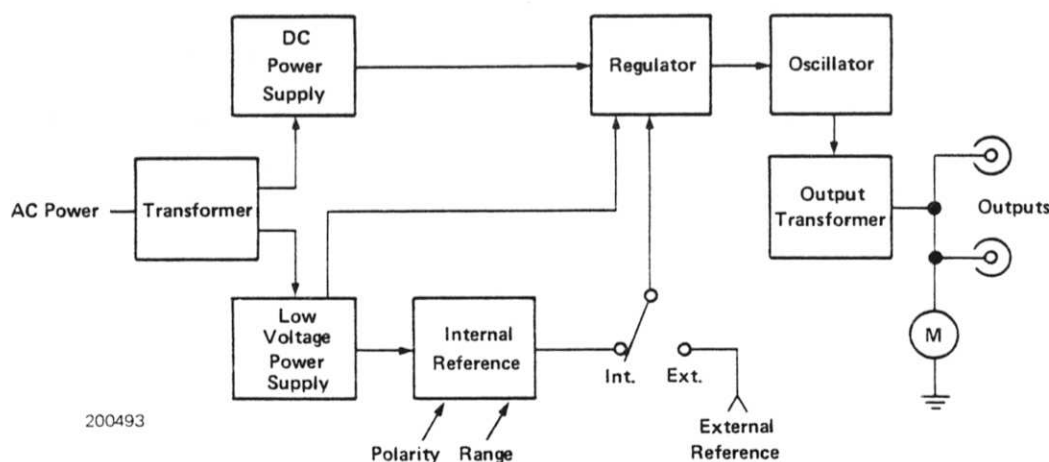 DC
Power
Supply
Regulator
Oscillator
AC Power
Transformer
Output
Transformer
Outputs
Low
Voltage
Power
Supply
Internal
Reference
Int.
Ext.
M
200493
Polarity
Range
External
Reference